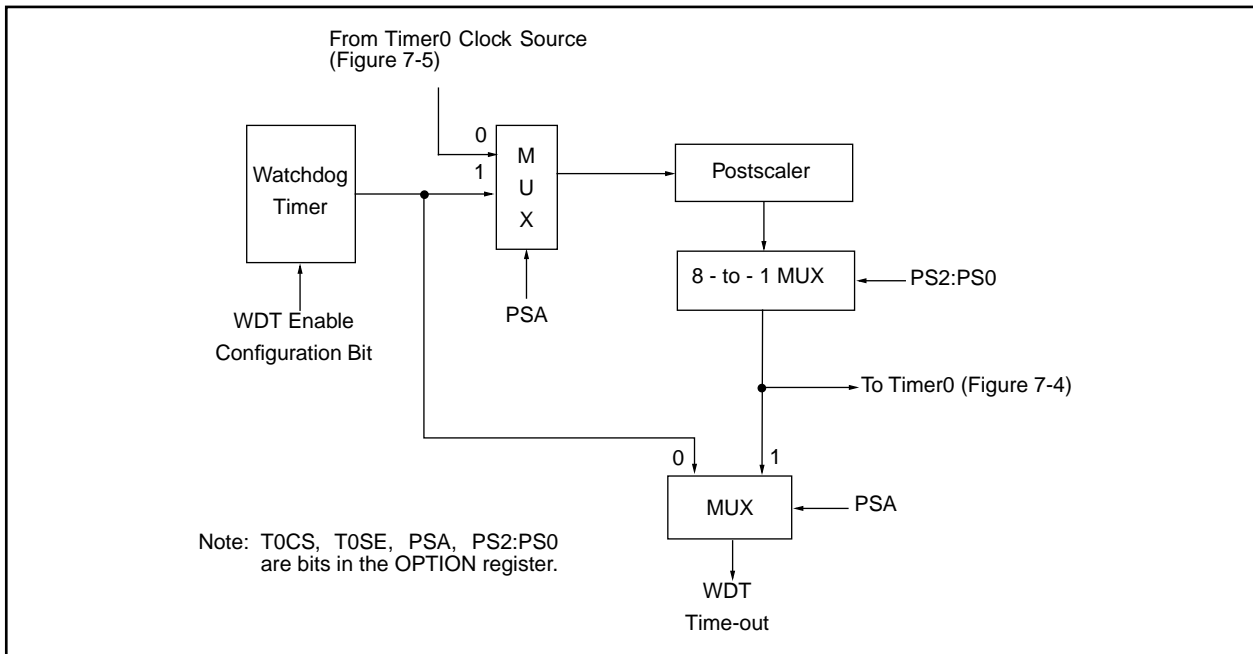 From Timer0 Clock Source
(Figure 7-5)
0
1
M
U
X
Watchdog
Timer
Postscaler
8 - to - 1 MUX
PS2:PS0
PSA
WDT Enable
Configuration Bit
To Timer0 (Figure 7-4)
0
1
MUX
PSA
Note: T0CS, T0SE, PSA, PS2:PS0
are bits in the OPTION register.
WDT
Time-out